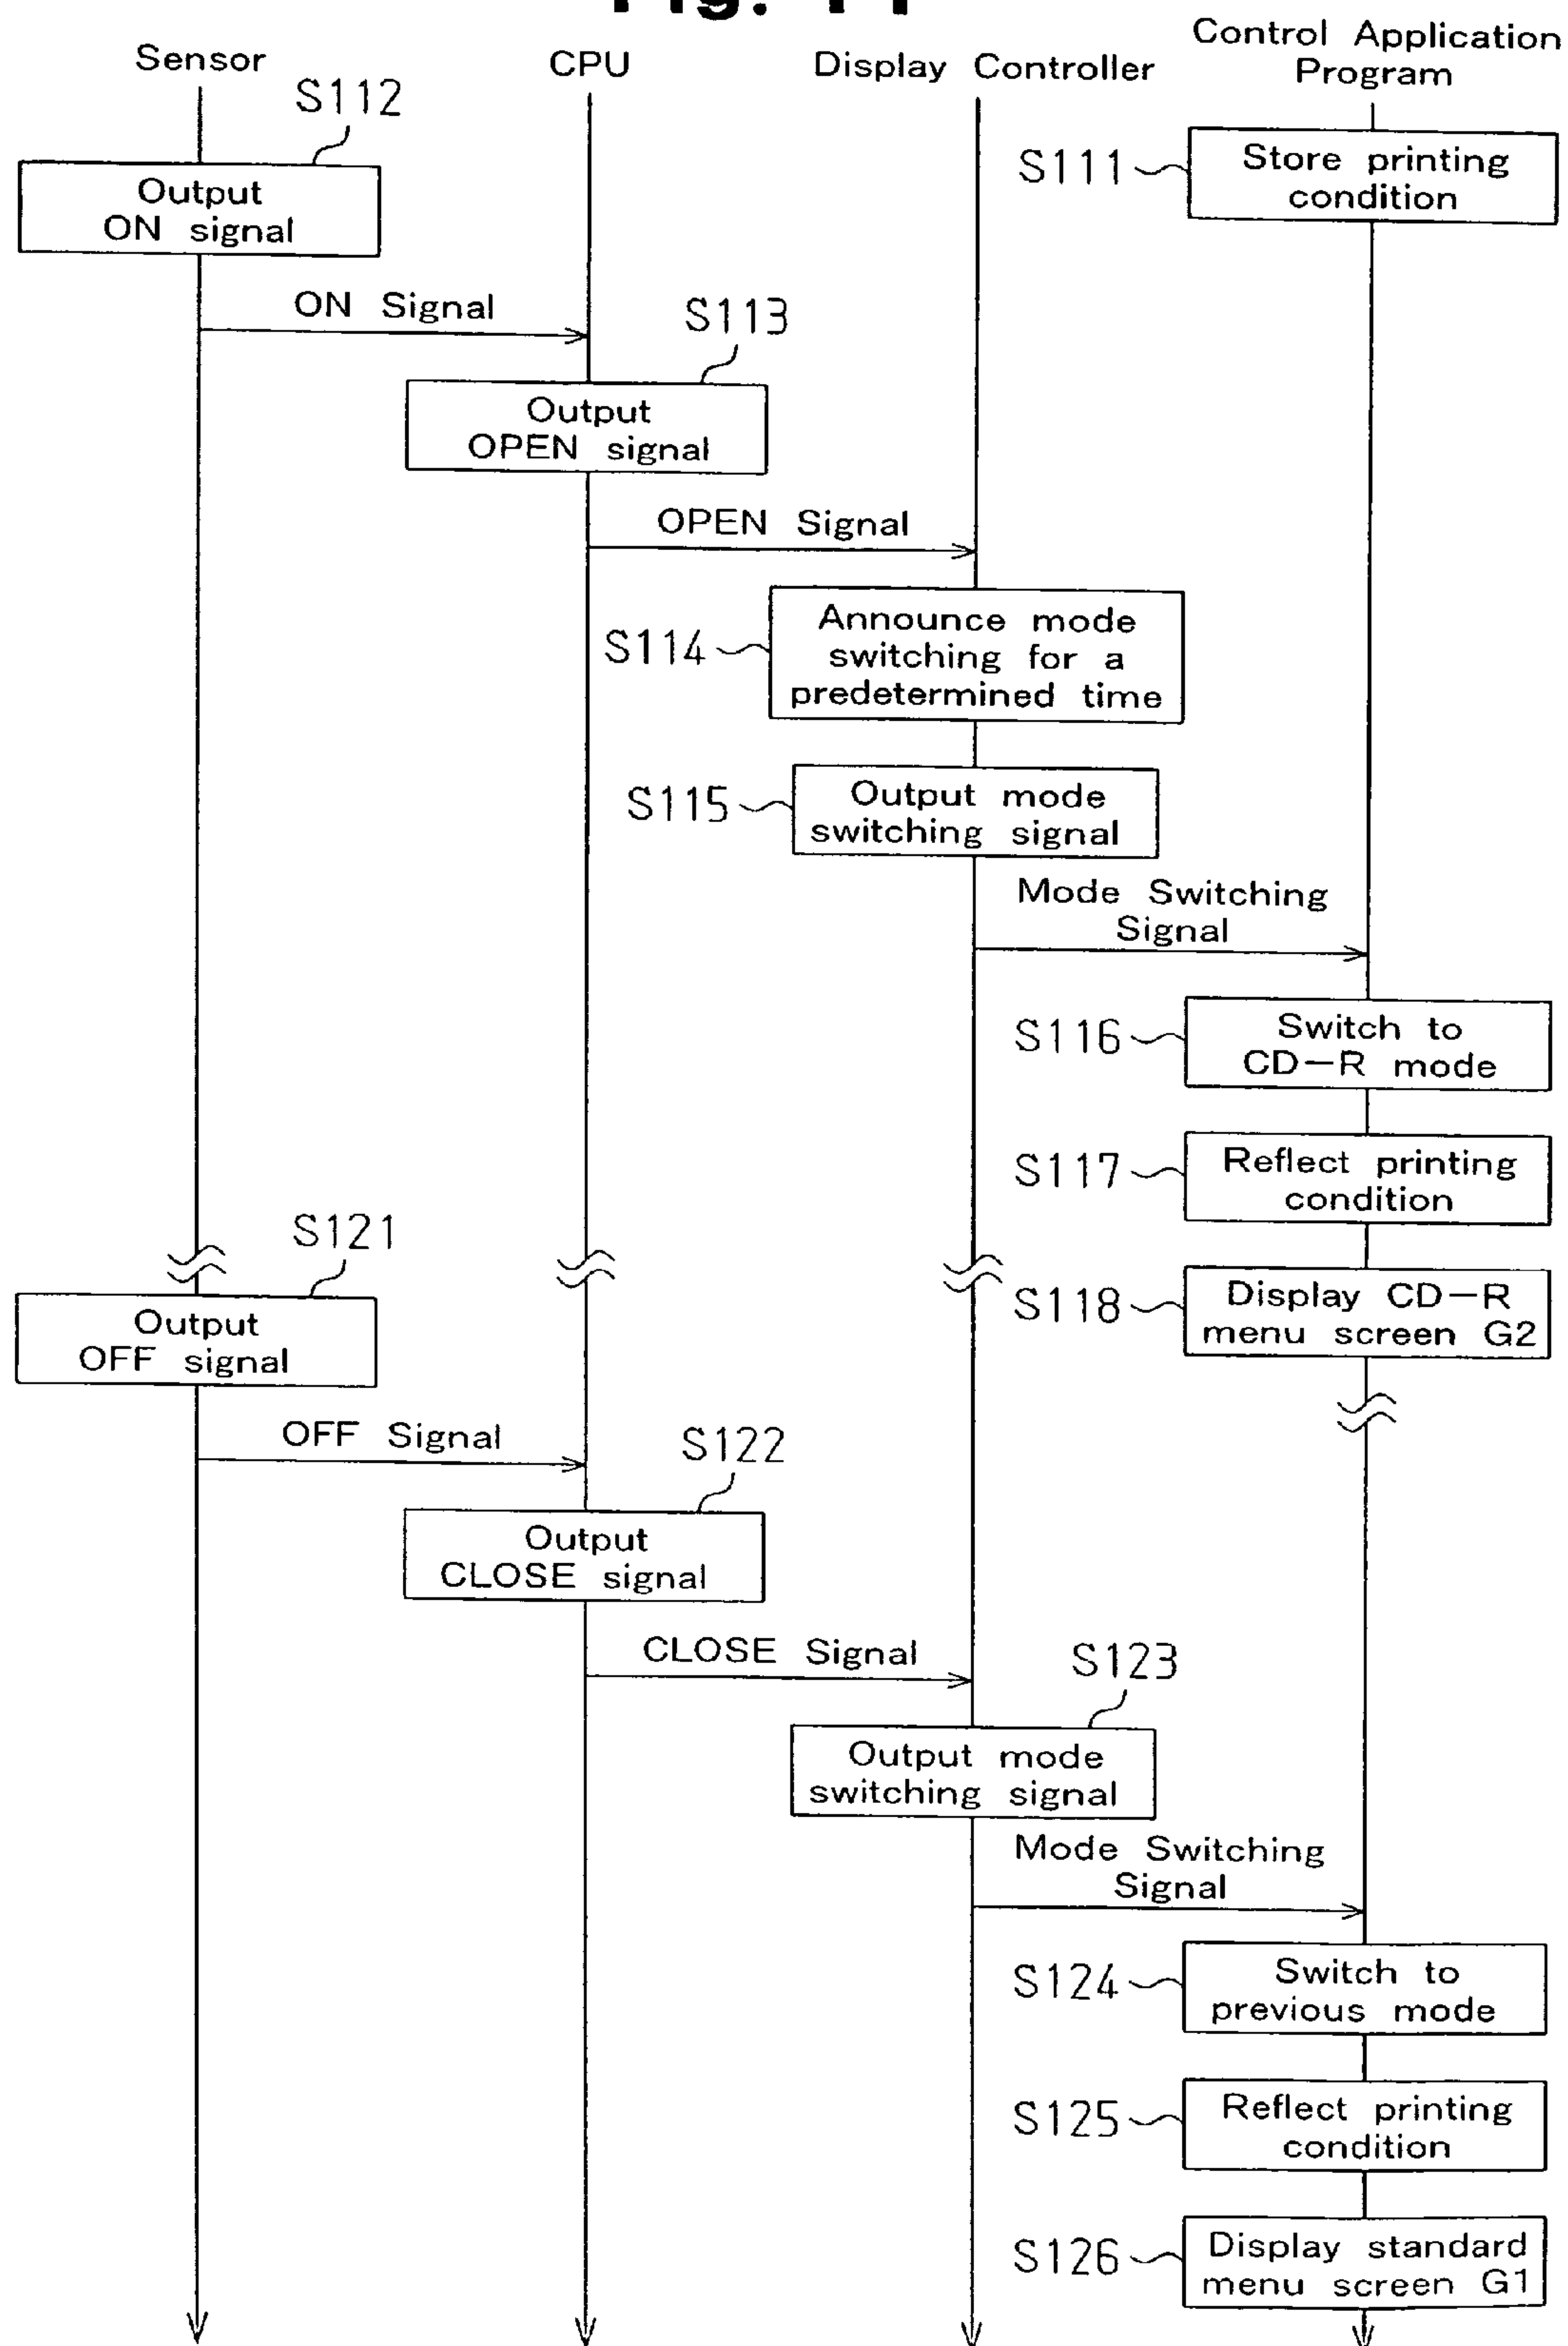 Sensor
CPU
Display Controller
Control Application
Program
S112
S111
Store printing
condition
Output
ON signal
ON Signal
S113
Output
OPEN signal
OPEN Signal
S114
Announce mode
switching for a
predetermined time
S115
Output mode
switching signal
Mode Switching
Signal
S116
Switch to
CD-R mode
S117
Reflect printing
condition
S121
S118
Display CD-R
menu screen G2
Output
OFF signal
OFF Signal
S122
Output
CLOSE signal
CLOSE Signal
S123
Output mode
switching signal
Mode Switching
Signal
S124
Switch to
previous mode
S125
Reflect printing
condition
S126
Display standard
menu screen G1